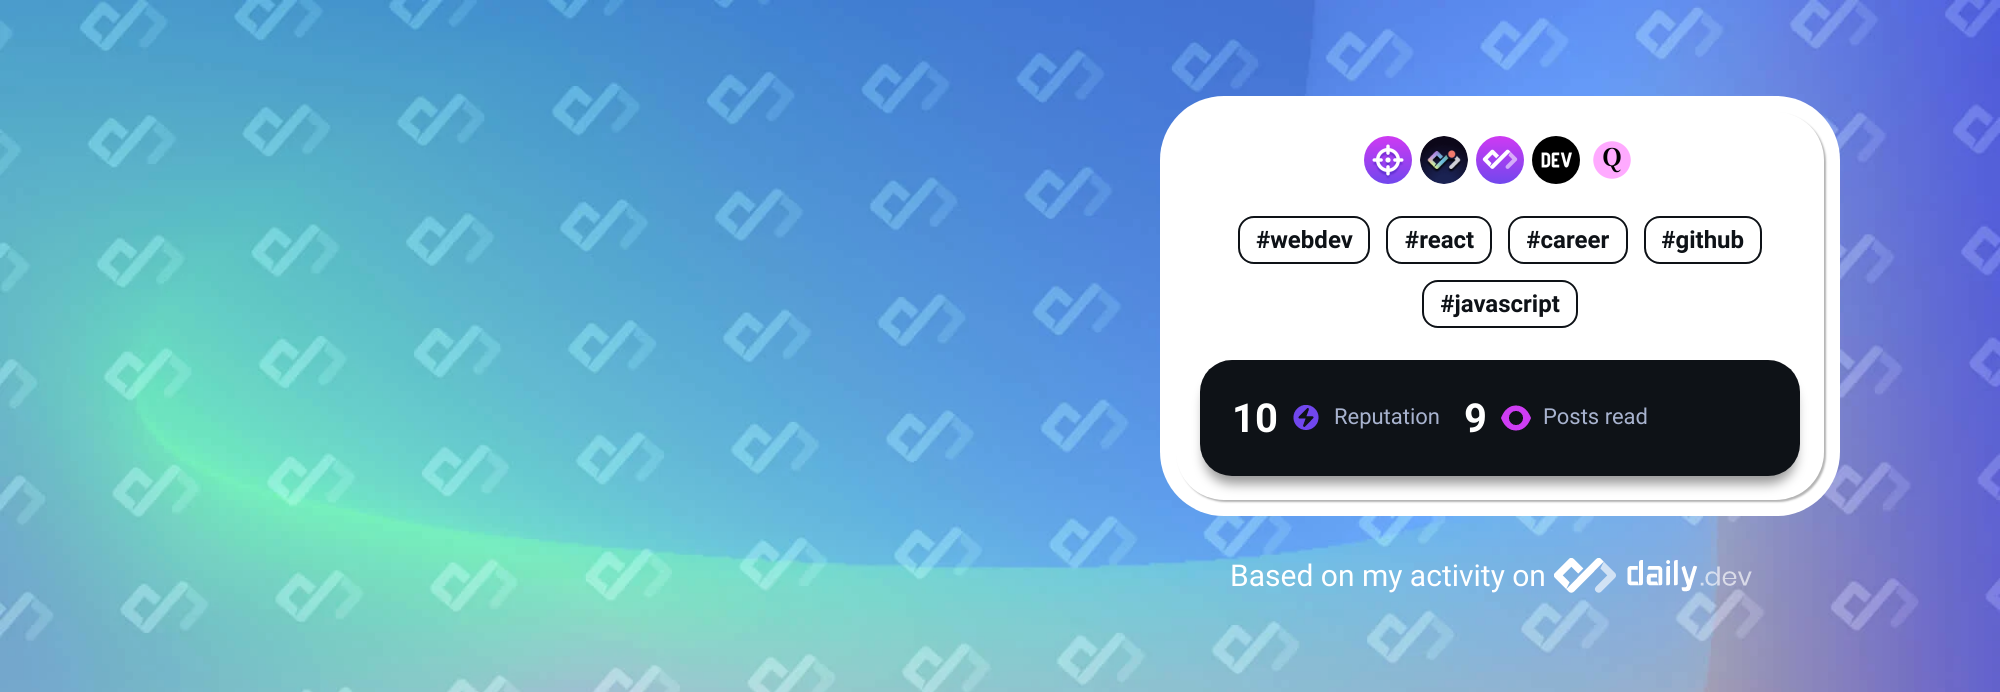 DEV Q
#webdev #react #career #github
#javascript
10 Reputation 9 Posts read
Based on my activity on daily.dev